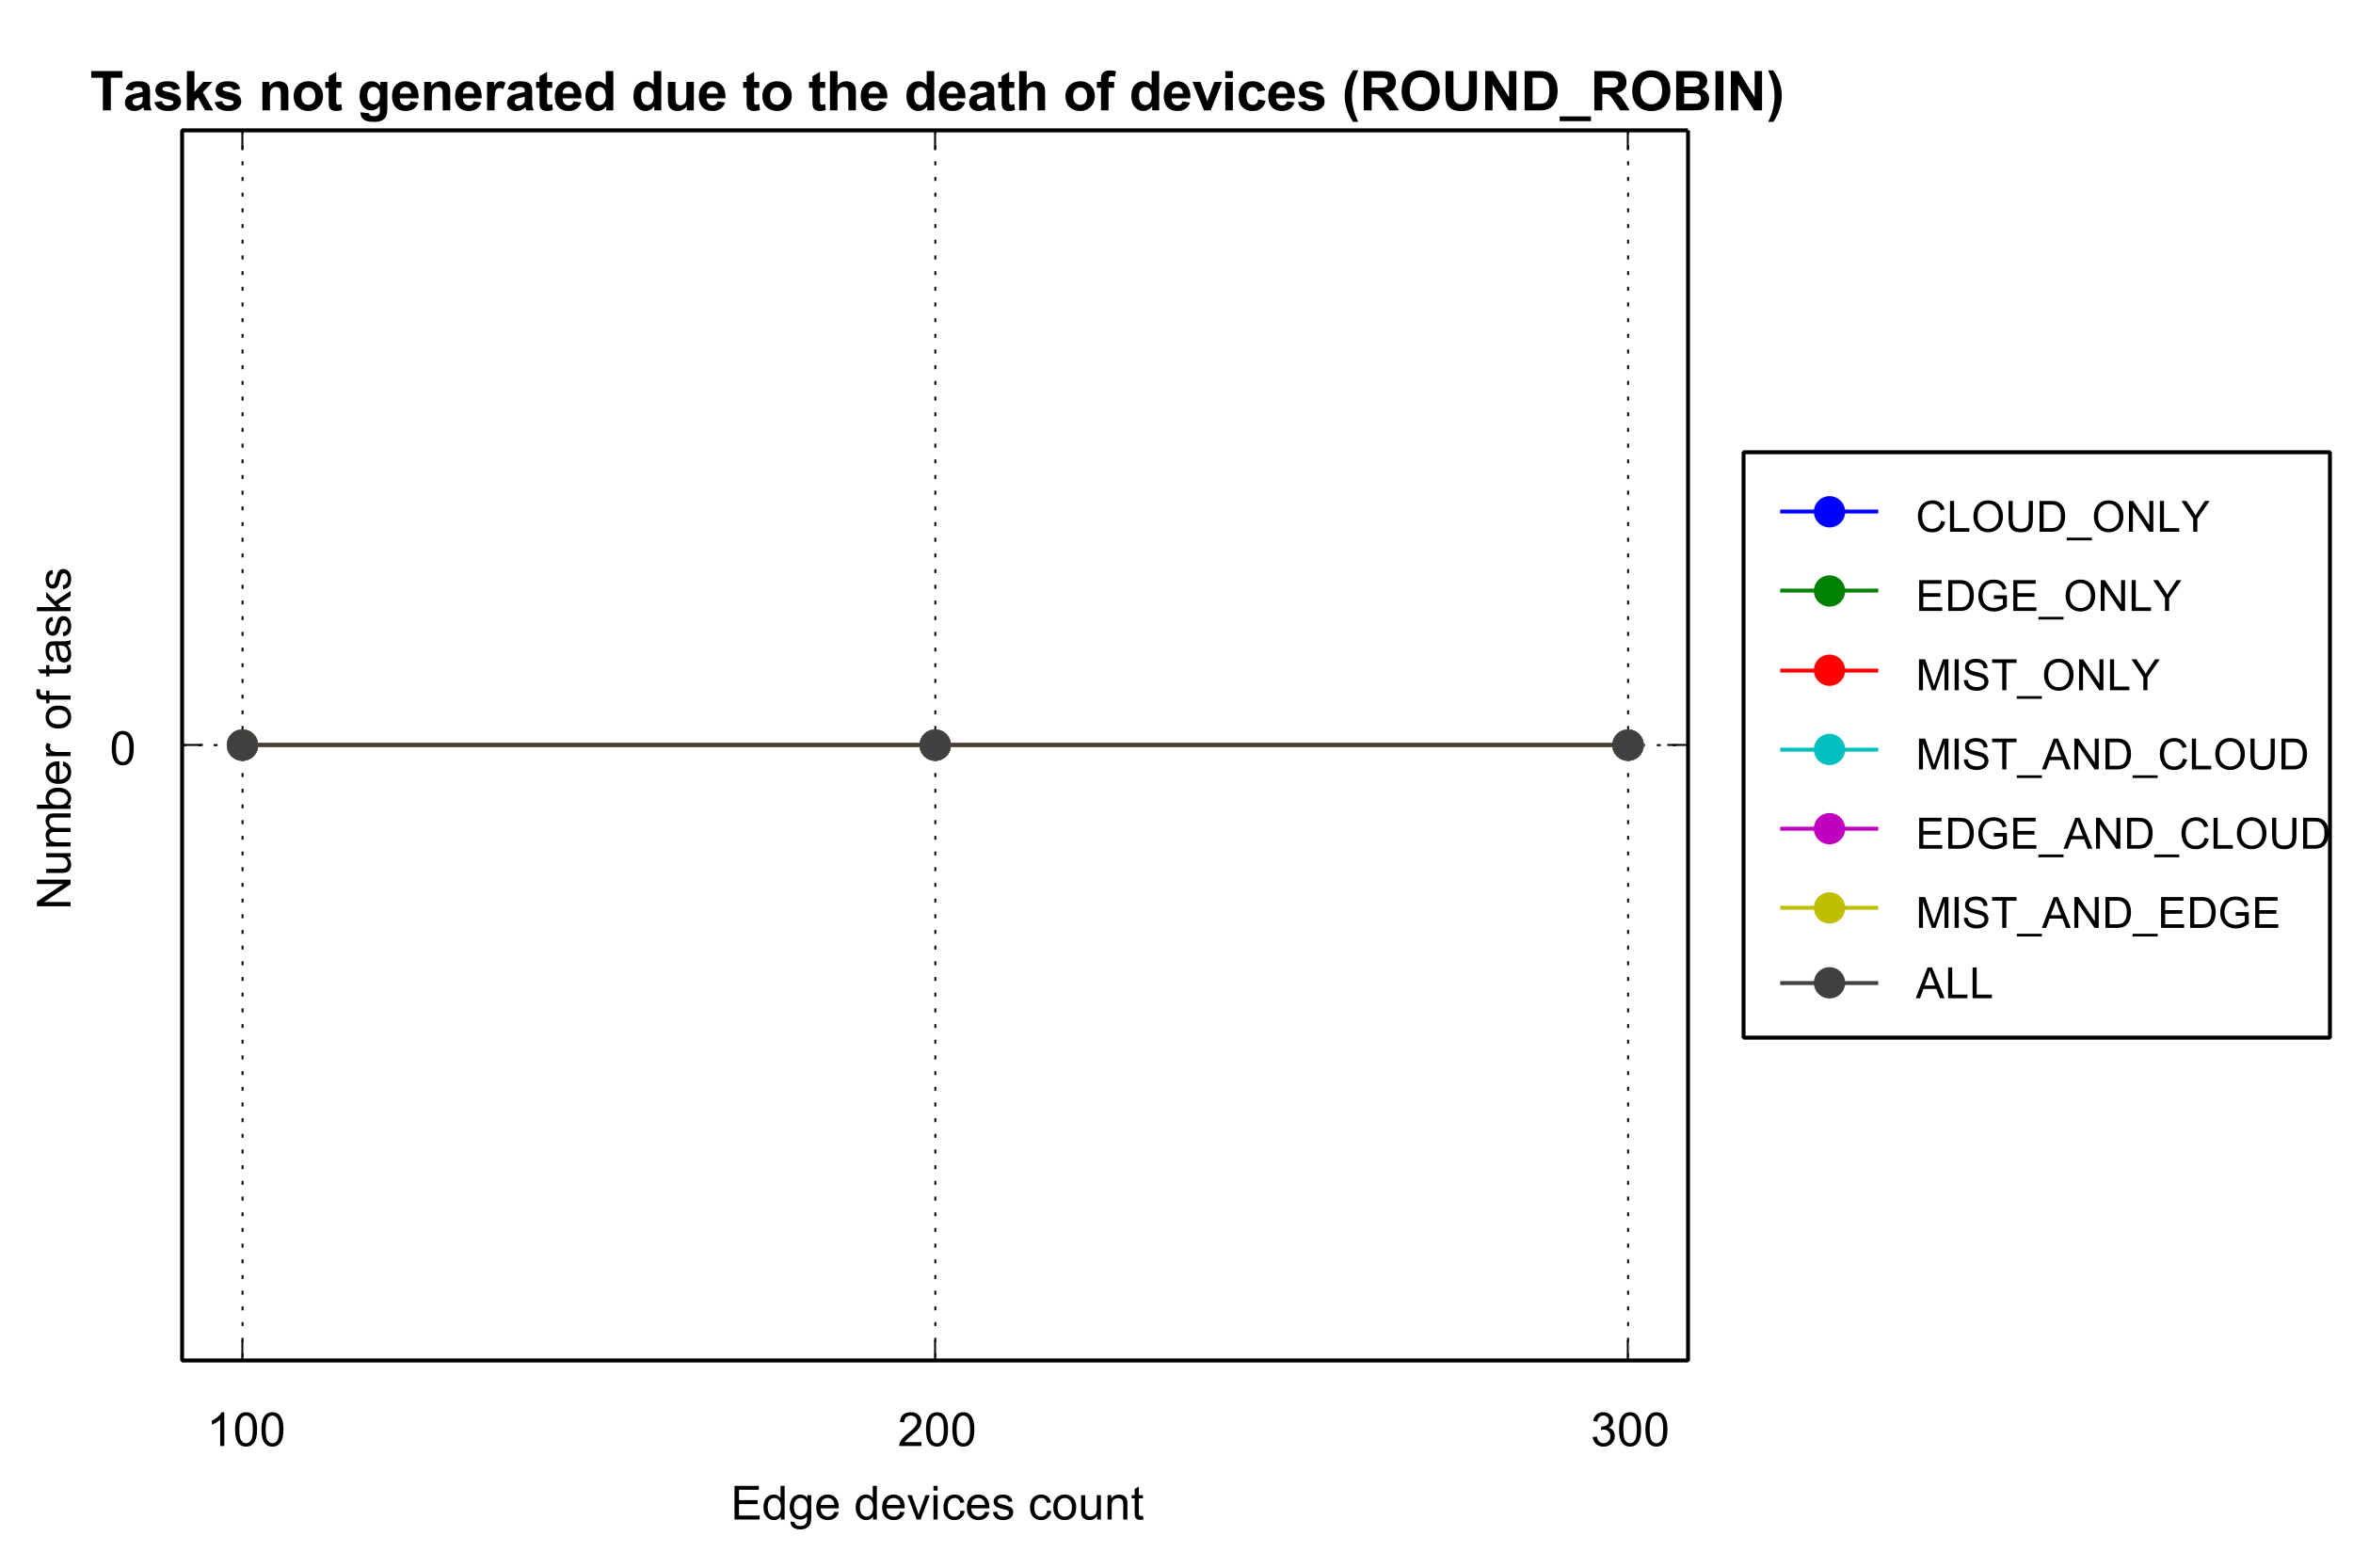 Tasks not generated due to the death of devices (ROUND_ROBIN)
Number of tasks
0
100
200
300
Edge devices count
CLOUD_ONLY
EDGE_ONLY
MIST_ONLY
MIST_AND_CLOUD
EDGE_AND_CLOUD
MIST_AND_EDGE
ALL